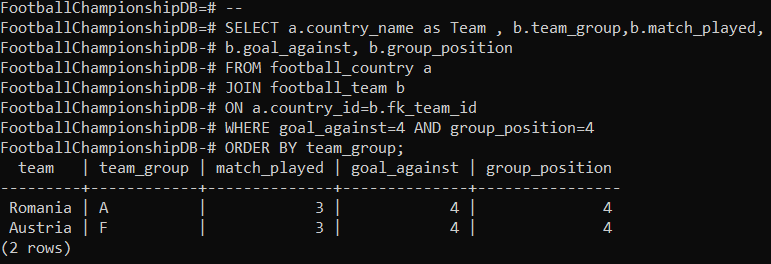 FootballChampionshipDB=# --
FootballChampionshipDB=# SELECT a.country_name as Team , b.team_group,b.match_played,
FootballChampionshipDB-# b.goal_against, b.group_position
FootballChampionshipDB-# FROM football_country a
FootballChampionshipDB-# JOIN football_team b
FootballChampionshipDB-# ON a.country_id=b.fk_team_id
FootballChampionshipDB-# WHERE goal_against=4 AND group_position=4
FootballChampionshipDB-# ORDER BY team_group;
  team   | team_group | match_played | goal_against | group_position
---------+------------+--------------+--------------+----------------
 Romania | A          |            3 |            4 |              4
 Austria | F          |            3 |            4 |              4
(2 rows)